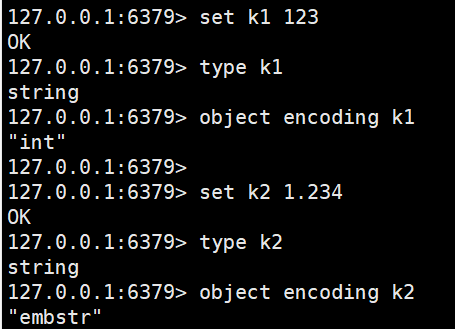 127.0.0.1:6379> set k1 123
OK
127.0.0.1:6379> type k1
string
127.0.0.1:6379> object encoding k1
"int"
127.0.0.1:6379>
127.0.0.1:6379> set k2 1.234
OK
127.0.0.1:6379> type k2
string
127.0.0.1:6379> object encoding k2
"embstr"